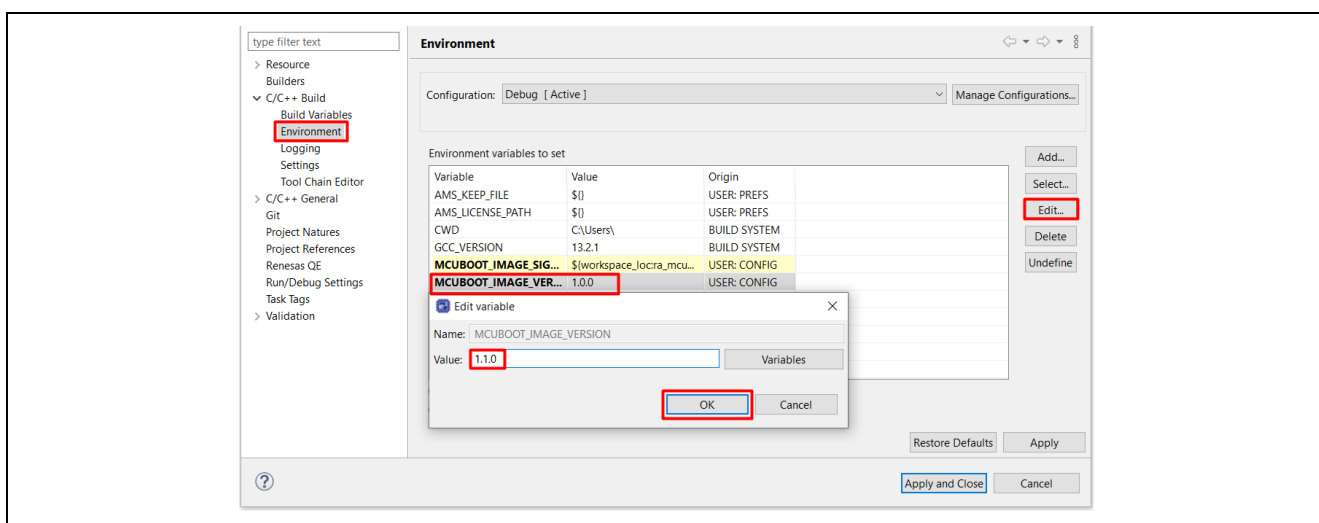 type filter text
Resource
Builders
C/C++ Build
Build Variables
Environment
Logging
Settings
Tool Chain Editor
C/C++ General
Git
Project Natures
Project References
Renesas QE
Run/Debug Settings
Task Tags
Validation
Environment
Configuration: Debug [ Active ] Manage Configurations...
Environment variables to set
Variable Value Origin
AMS_KEEP_FILE ${} USER: PREFS
AMS_LICENSE_PATH ${} USER: PREFS
CWD C:\Users\ BUILD SYSTEM
GCC_VERSION 13.2.1 BUILD SYSTEM
MCUBOOT_IMAGE_SIG... ${workspace_loc:ra_mcu... USER: CONFIG
MCUBOOT_IMAGE_VER... 1.0.0 USER: CONFIG
Add...
Select...
Edit...
Delete
Undefine
Edit variable
Name: MCUBOOT_IMAGE_VERSION
Value: 1.1.0 Variables
OK Cancel
Restore Defaults Apply
? Apply and Close Cancel